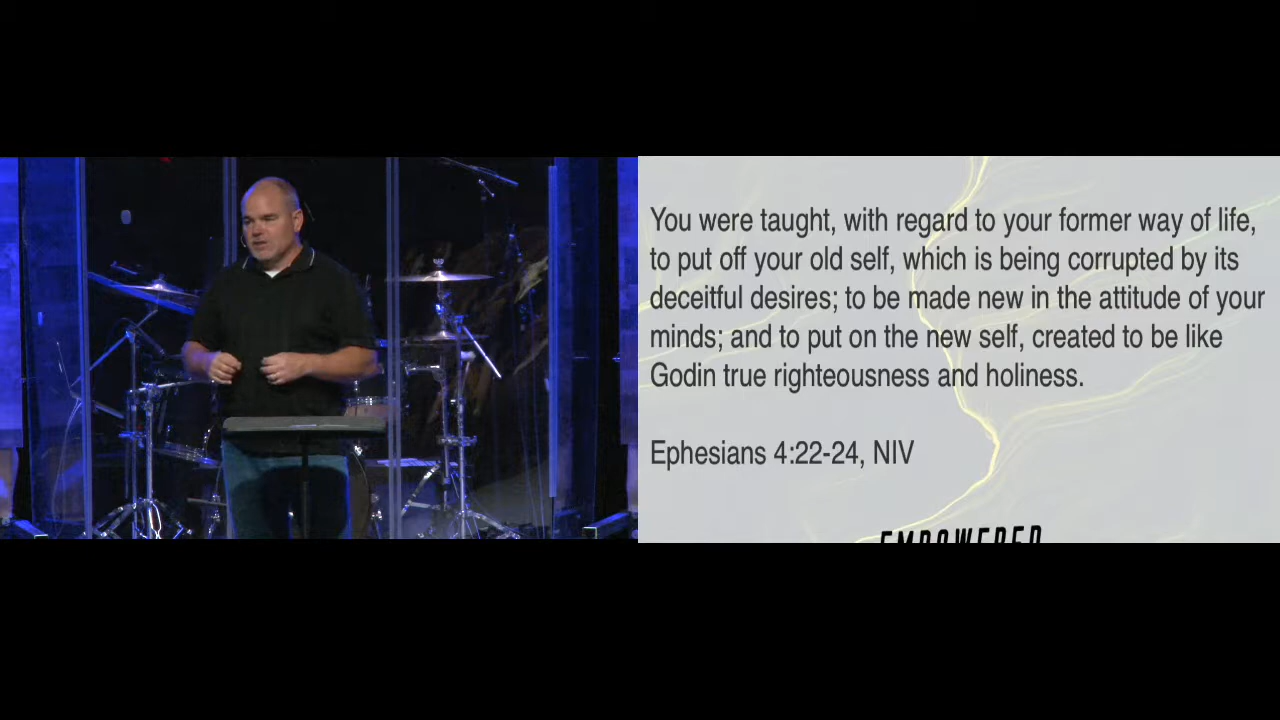 You were taught, with regard to your former way of life,
to put off your old self, which is being corrupted by its
deceitful desires; to be made new in the attitude of your
minds; and to put on the new self, created to be like
Godin true righteousness and holiness.
Ephesians 4:22-24, NIV
EMPOWERED